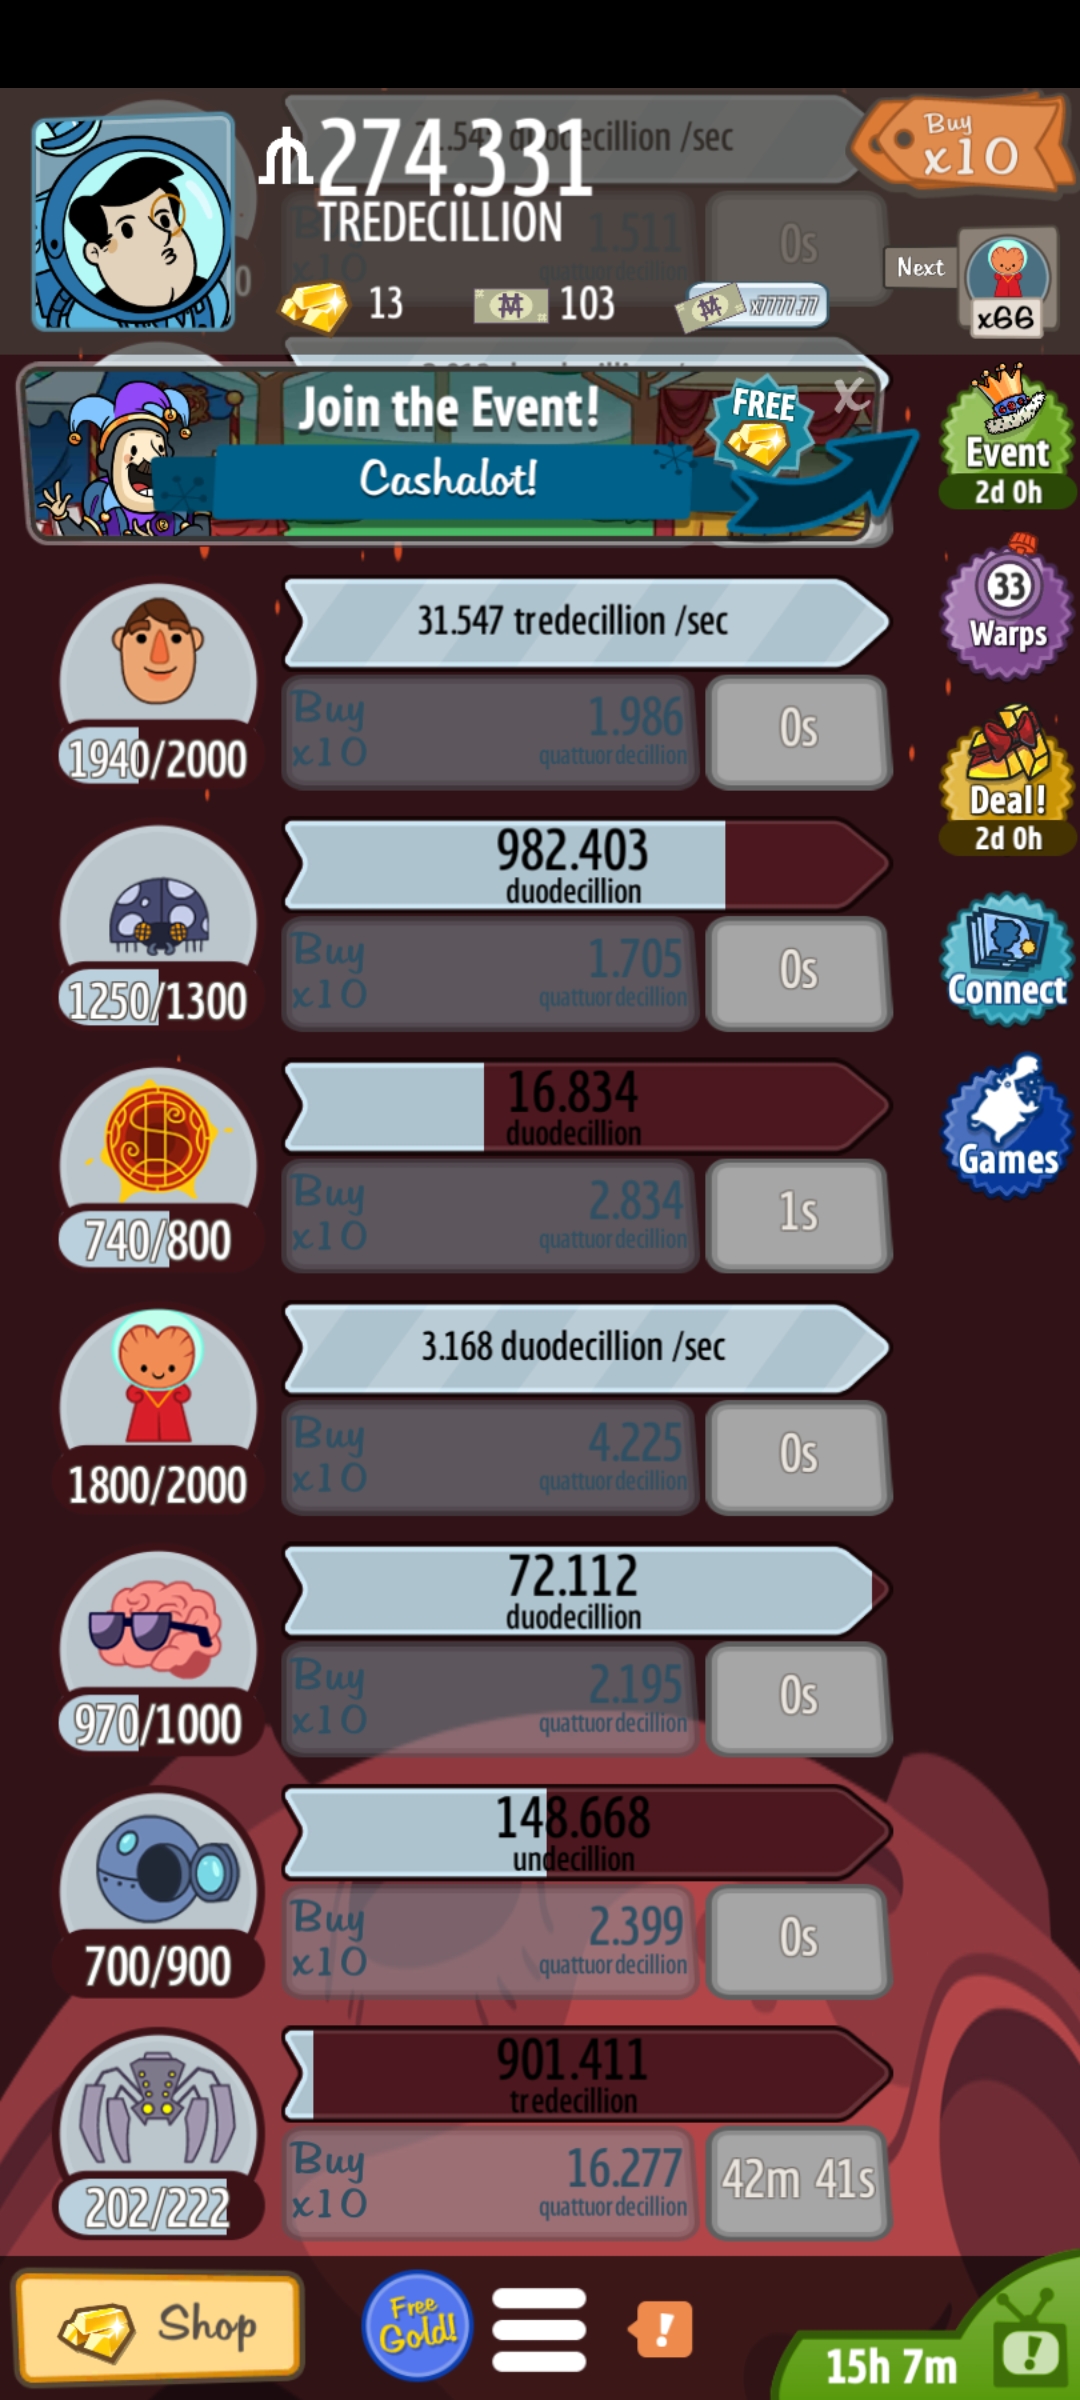 274.331
TREDECILLION
Buy
x10
1.511
quattuordecillion
0s
Next
x66
13
103
x7777.77
Join the Event!
Cashalot!
FREE
X
Event
2d 0h
31.547 tredecillion /sec
Buy
x10
1.986
quattuordecillion
0s
1940/2000
33
Warps
Deal!
2d 0h
982.403
duodecillion
Buy
x10
1.705
quattuordecillion
0s
1250/1300
Connect
16.834
duodecillion
Buy
x10
2.834
quattuordecillion
1s
740/800
Games
3.168 duodecillion /sec
Buy
x10
4.225
quattuordecillion
0s
1800/2000
72.112
duodecillion
Buy
x10
2.195
quattuordecillion
0s
970/1000
148.668
undecillion
Buy
x10
2.399
quattuordecillion
0s
700/900
901.411
tredecillion
Buy
x10
16.277
quattuordecillion
42m 41s
202/222
Shop
Free
Gold!
!
15h 7m
!